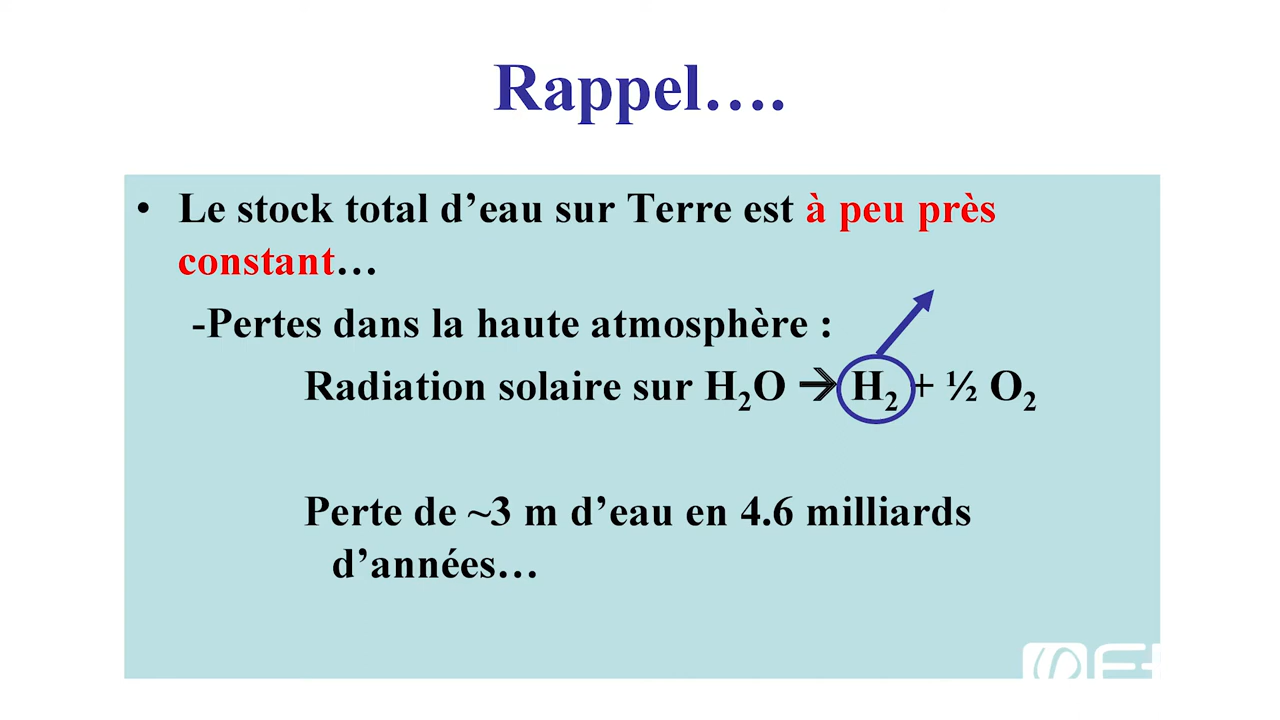 Rappel….
• Le stock total d’eau sur Terre est à peu près
constant…
-Pertes dans la haute atmosphère :
Radiation solaire sur H₂O → H₂ + ½ O₂
Perte de ~3 m d’eau en 4.6 milliards
d’années…